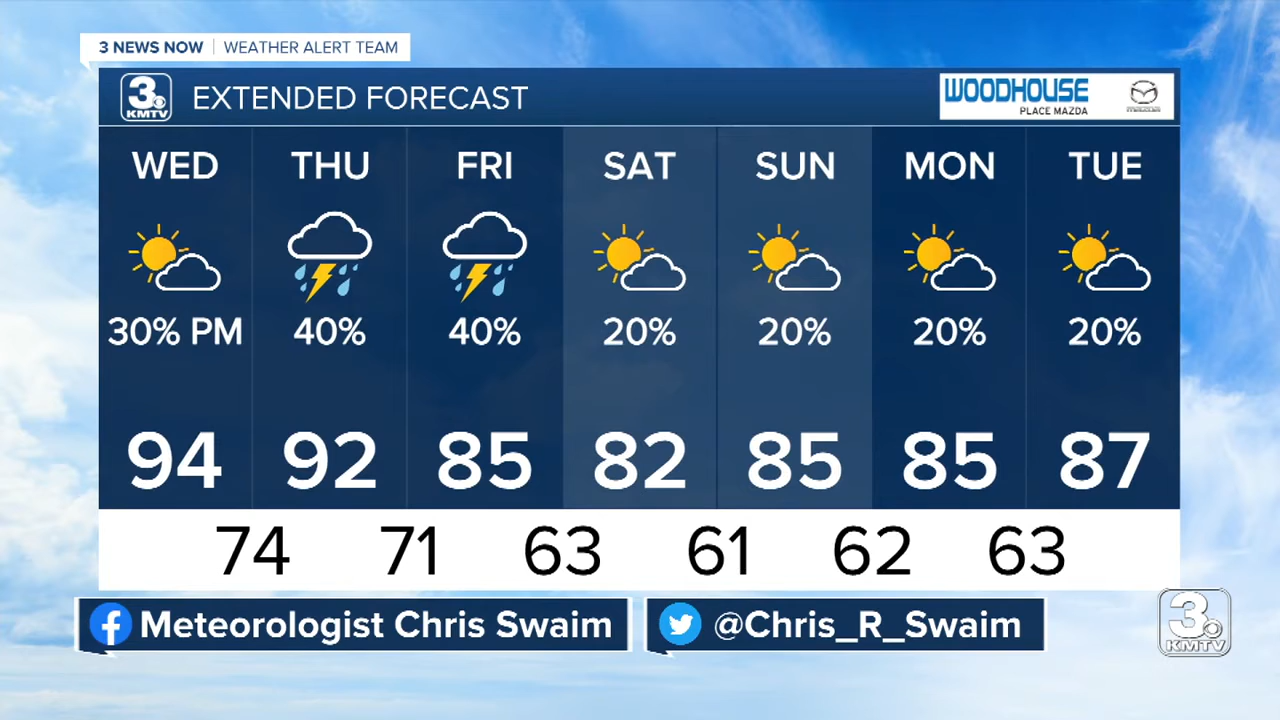 3 NEWS NOW | WEATHER ALERT TEAM
3 KMTV
EXTENDED FORECAST
WOODHOUSE
PLACE MAZDA
WED THU FRI SAT SUN MON TUE
30% PM 40% 40% 20% 20% 20% 20%
94 92 85 82 85 85 87
74 71 63 61 62 63
Meteorologist Chris Swaim
@Chris_R_Swaim
3
KMTV